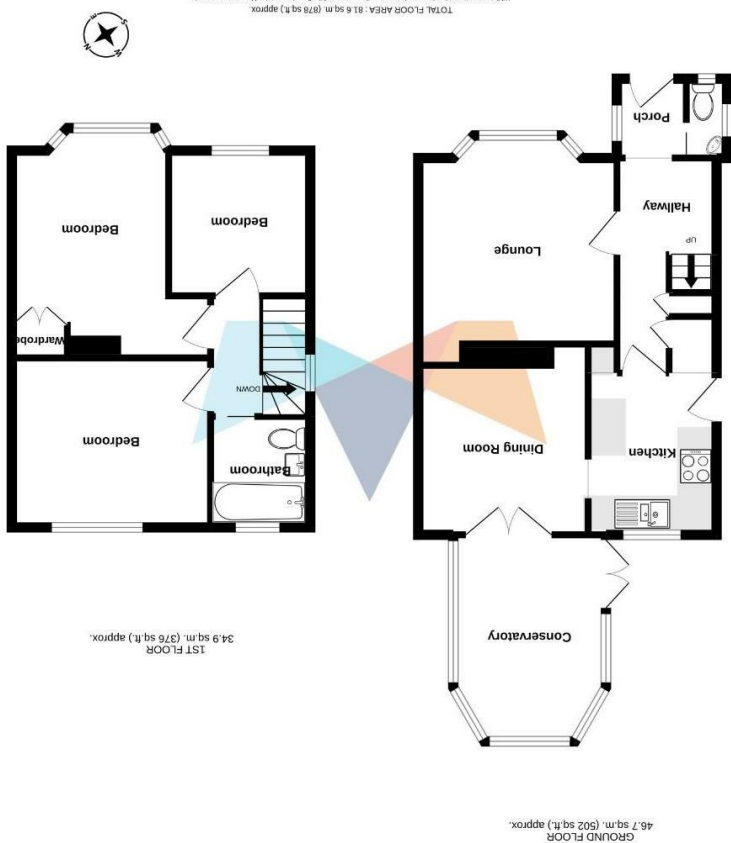 GROUND FLOOR
46.7 sq.m. (502 sq.ft.) approx.
Conservatory
Kitchen
Dining Room
UP
Lounge
Hallway
Porch
1ST FLOOR
34.9 sq.m. (376 sq.ft.) approx.
Bathroom
Bedroom
DOWN
Wardrobe
Bedroom
Bedroom
N
E
S
W
TOTAL FLOOR AREA : 81.6 sq.m. (878 sq.ft.) approx.